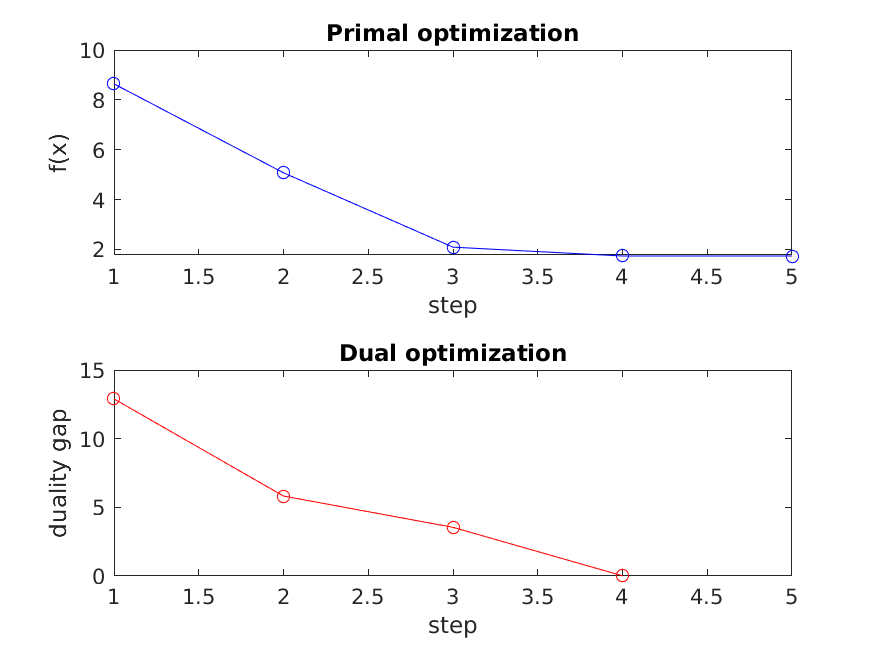 Primal optimization
10
8
6
4
2
f(x)
1 1.5 2 2.5 3 3.5 4 4.5 5
step
Dual optimization
15
10
5
0
duality gap
1 1.5 2 2.5 3 3.5 4 4.5 5
step